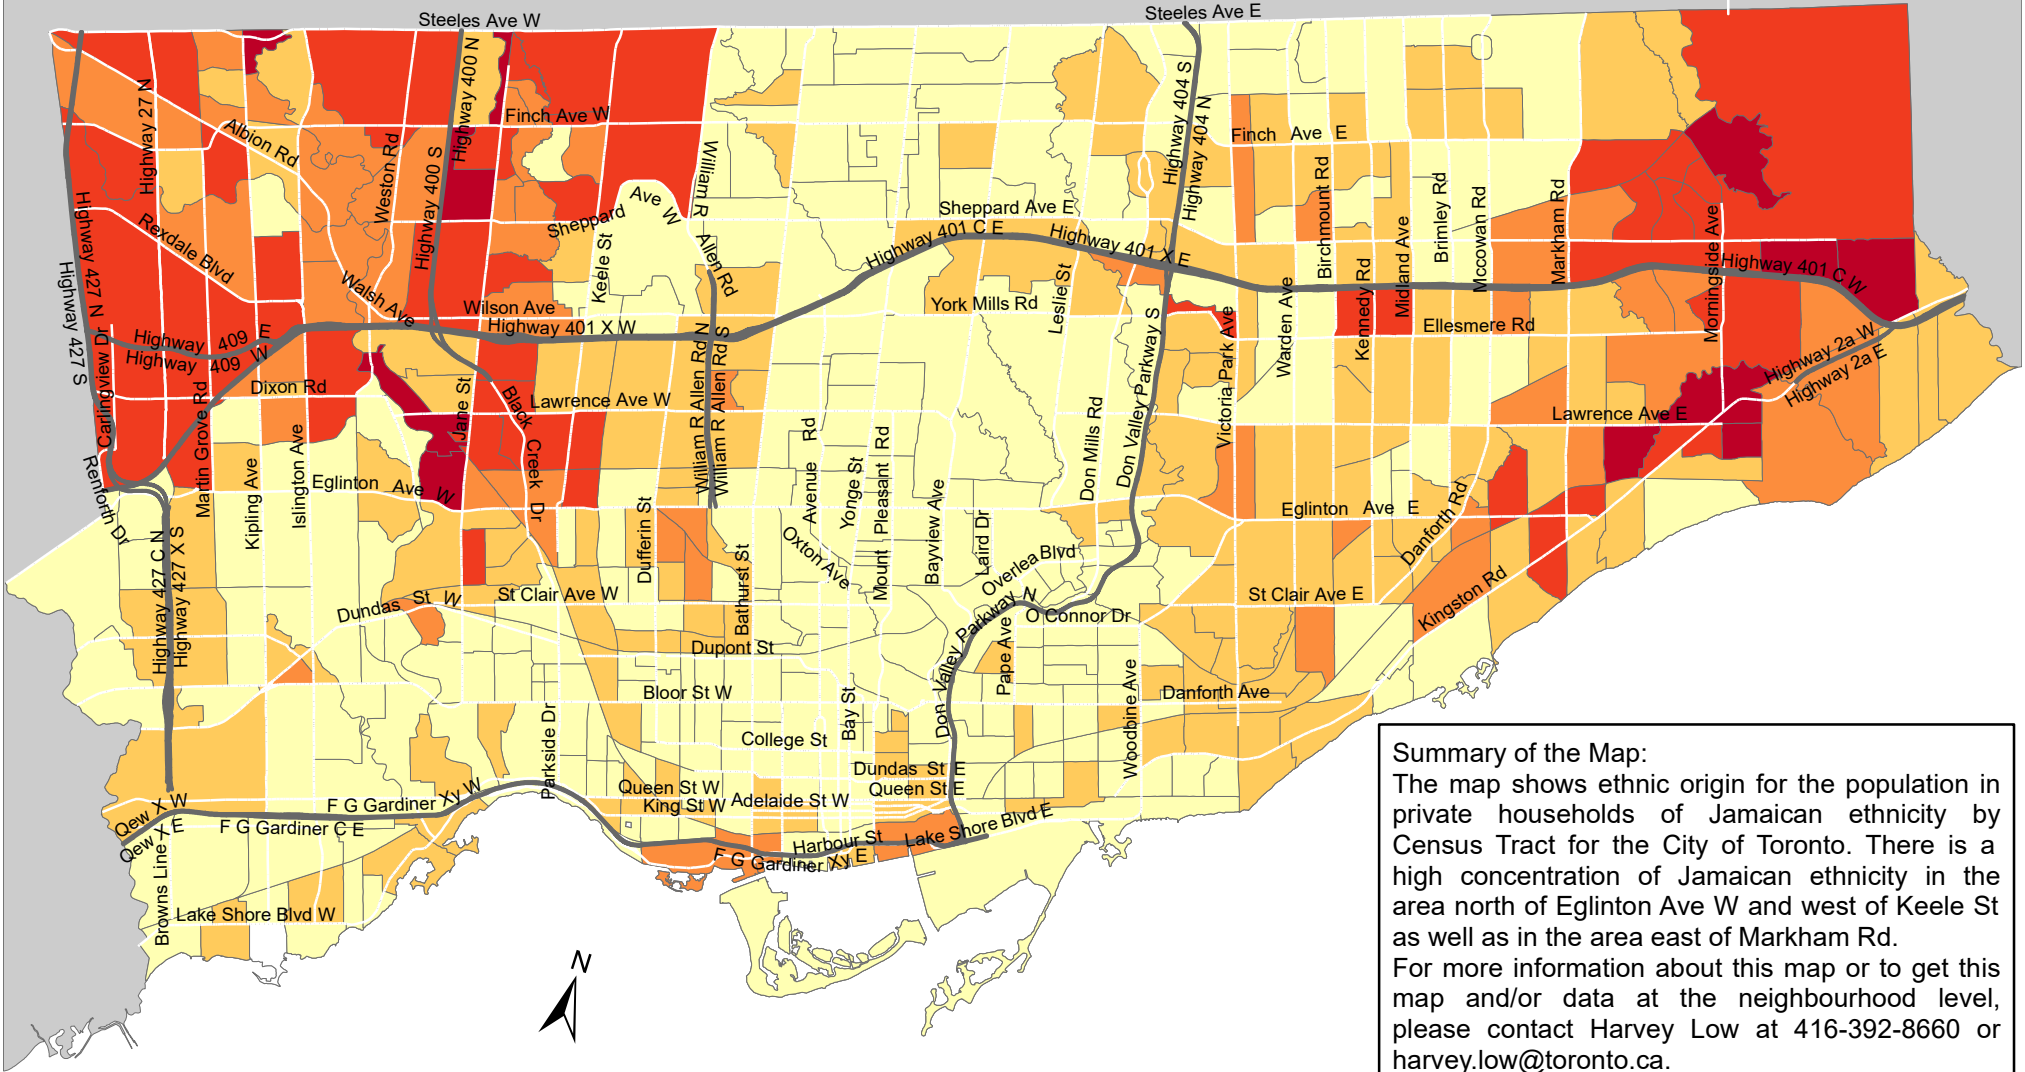 Steeles Ave W
Steeles Ave E
Highway 400 N
Highway 404 S
Highway 27 N
Finch Ave W
Highway 404 N
Finch Ave E
Albion Rd
Weston Rd
William R
Birchmount Rd
Highway 400 S
Brimley Rd
Mccowan Rd
Markham Rd
Highway 427 N
Rexdale Blvd
Sheppard Ave W
Keele St
Allen Rd
Sheppard Ave E
Highway 401 C E
Highway 401 X E
Midland Ave
Morningside Ave
Highway 401 C W
Highway 427 S
Walsh Ave
Wilson Ave
Highway 401 X W
York Mills Rd
Leslie St
Warden Ave
Kennedy Rd
Ellesmere Rd
Highway 409 E
Highway 409 W
Carlingview Dr
Martin Grove Rd
Dixon Rd
Jane St
Black Creek Dr
Lawrence Ave W
William R Allen Rd N
William R Allen Rd S
Don Valley Parkway S
Victoria Park Ave
Highway 2a W
Highway 2a E
Lawrence Ave E
Renforth Dr
Kipling Ave
Islington Ave
Eglinton Ave W
Avenue Rd
Yonge St
Mount Pleasant Rd
Don Mills Rd
Eglinton Ave E
Danforth Rd
Highway 427 C N
Highway 427 X S
Dufferin St
Bathurst St
Oxton Ave
Bayview Ave
Laird Dr
Overlea Blvd
Dundas St W
St Clair Ave W
Don Valley Parkway N
O Connor Dr
St Clair Ave E
Kingston Rd
Dupont St
Pape Ave
Woodbine Ave
Bloor St W
Danforth Ave
Parkside Dr
Bay St
College St
Dundas St E
Queen St W
Queen St E
King St W
Adelaide St W
Qew X W
Qew X E
F G Gardiner Xy W
F G Gardiner C E
Harbour St
Lake Shore Blvd E
F G Gardiner Xy E
Browns Line
Lake Shore Blvd W
N
Summary of the Map:
The map shows ethnic origin for the population in
private households of Jamaican ethnicity by
Census Tract for the City of Toronto. There is a
high concentration of Jamaican ethnicity in the
area north of Eglinton Ave W and west of Keele St
as well as in the area east of Markham Rd.
For more information about this map or to get this
map and/or data at the neighbourhood level,
please contact Harvey Low at 416-392-8660 or
harvey.low@toronto.ca.